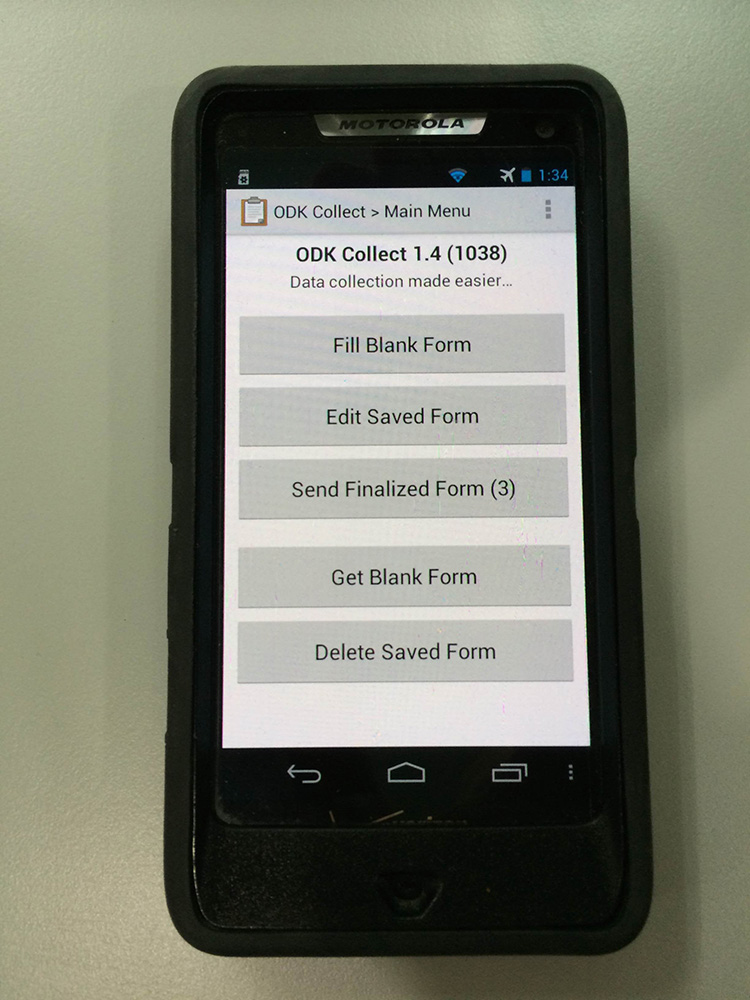 MOTOROLA
1:34
ODK Collect > Main Menu
ODK Collect 1.4 (1038)
Data collection made easier...
Fill Blank Form
Edit Saved Form
Send Finalized Form (3)
Get Blank Form
Delete Saved Form